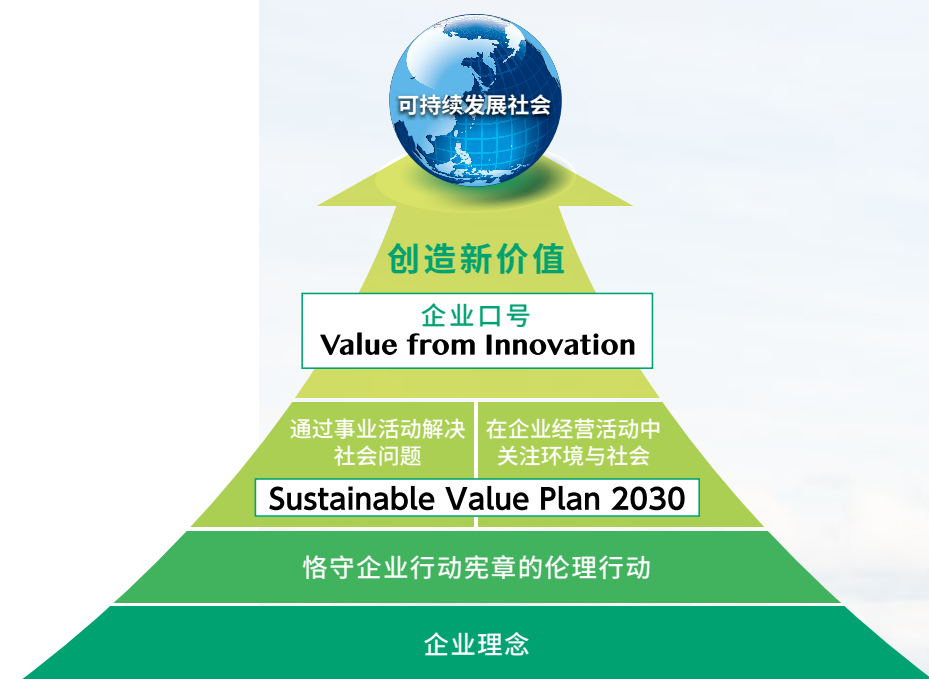 可持续发展社会
创造新价值
企业口号
Value from Innovation
通过事业活动解决
社会问题
在企业经营活动中
关注环境与社会
Sustainable Value Plan 2030
恪守企业行动宪章的伦理行动
企业理念